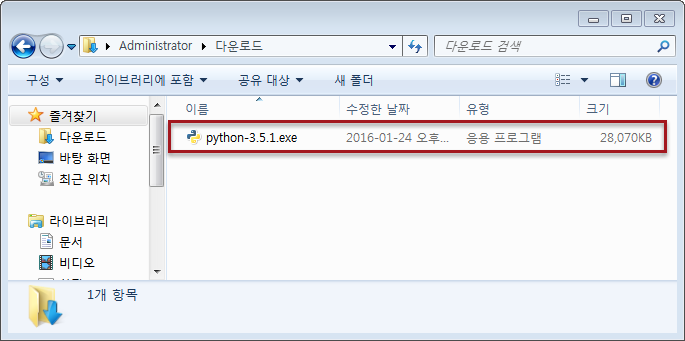 Administrator 다운로드 다운로드 검색
구성 라이브러리에 포함 공유 대상 새 폴더
즐겨찾기
다운로드
바탕 화면
최근 위치
라이브러리
문서
비디오
이름 수정한 날짜 유형 크기
python-3.5.1.exe 2016-01-24 오후... 응용 프로그램 28,070KB
1개 항목